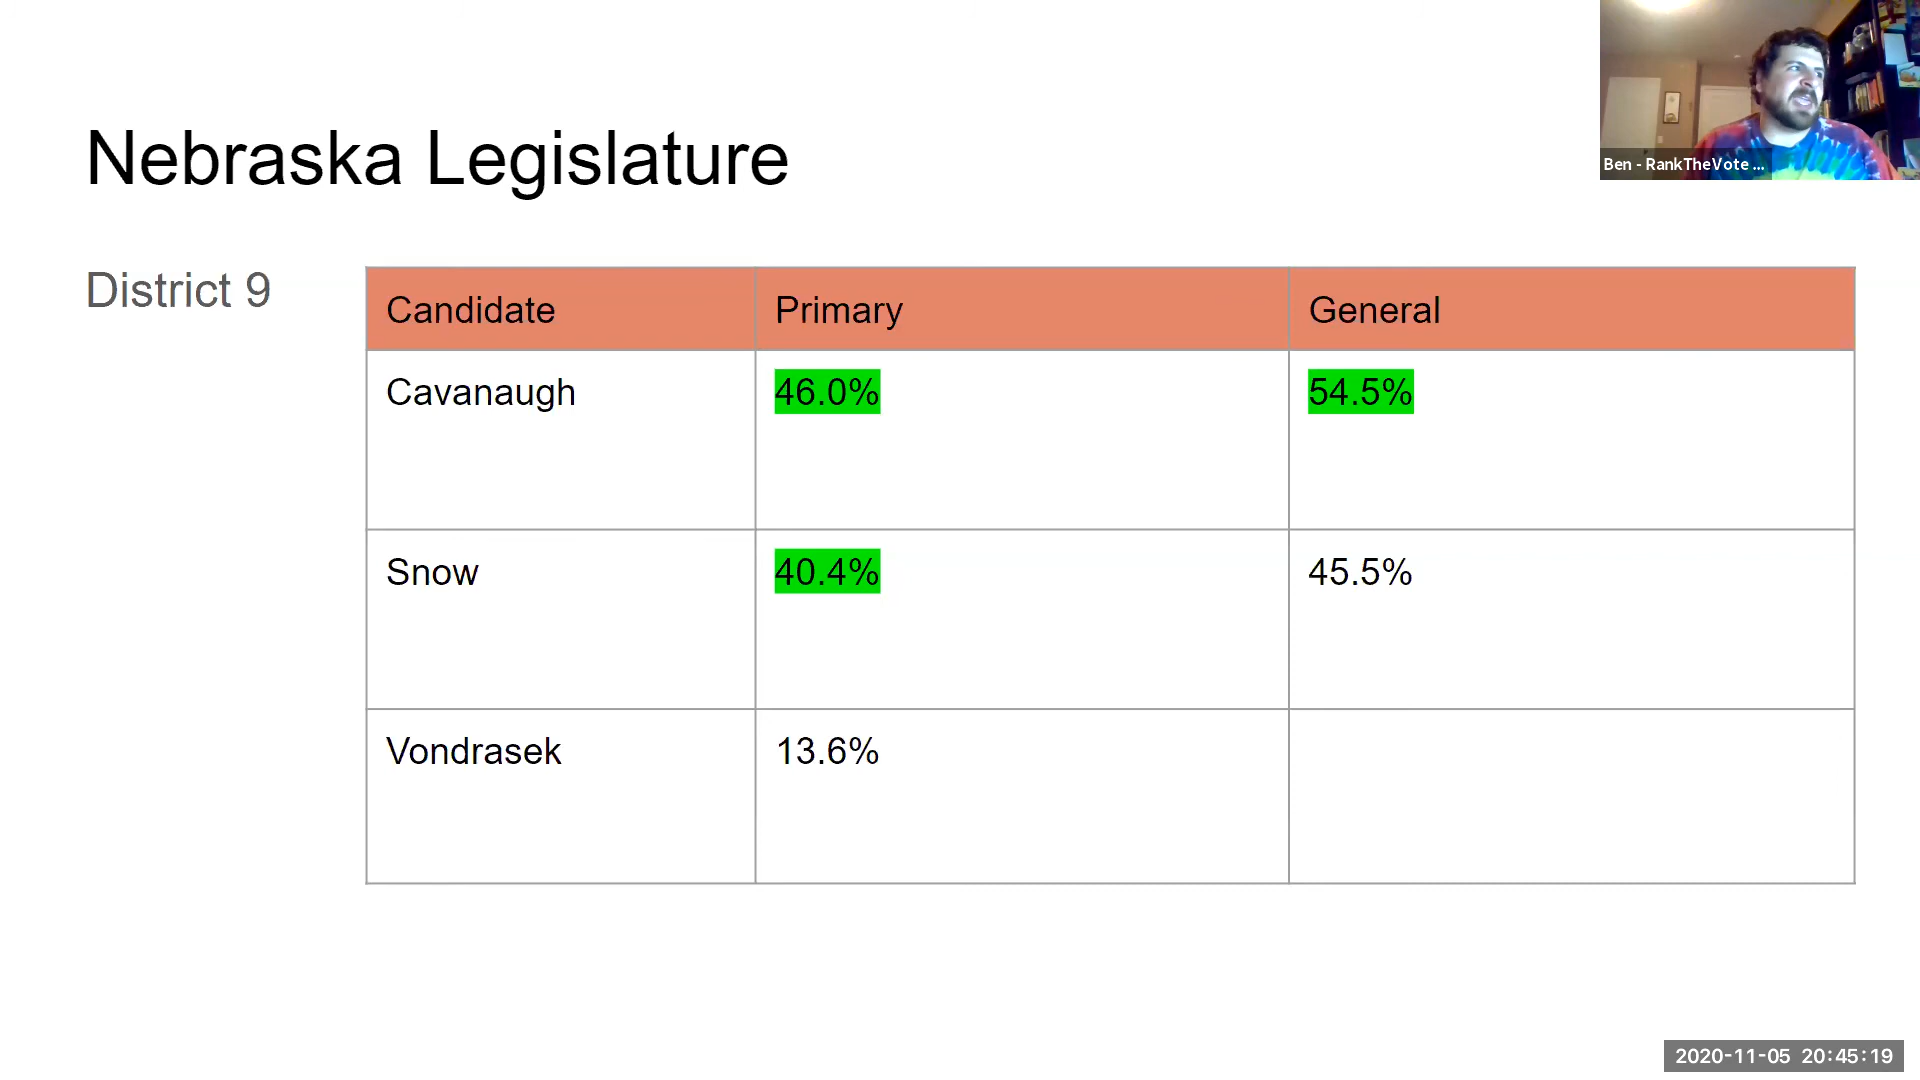 Nebraska Legislature
Ben - RankTheVote ...
District 9
Candidate Primary General
Cavanaugh 46.0% 54.5%
Snow 40.4% 45.5%
Vondrasek 13.6%
2020-11-05 20:45:19